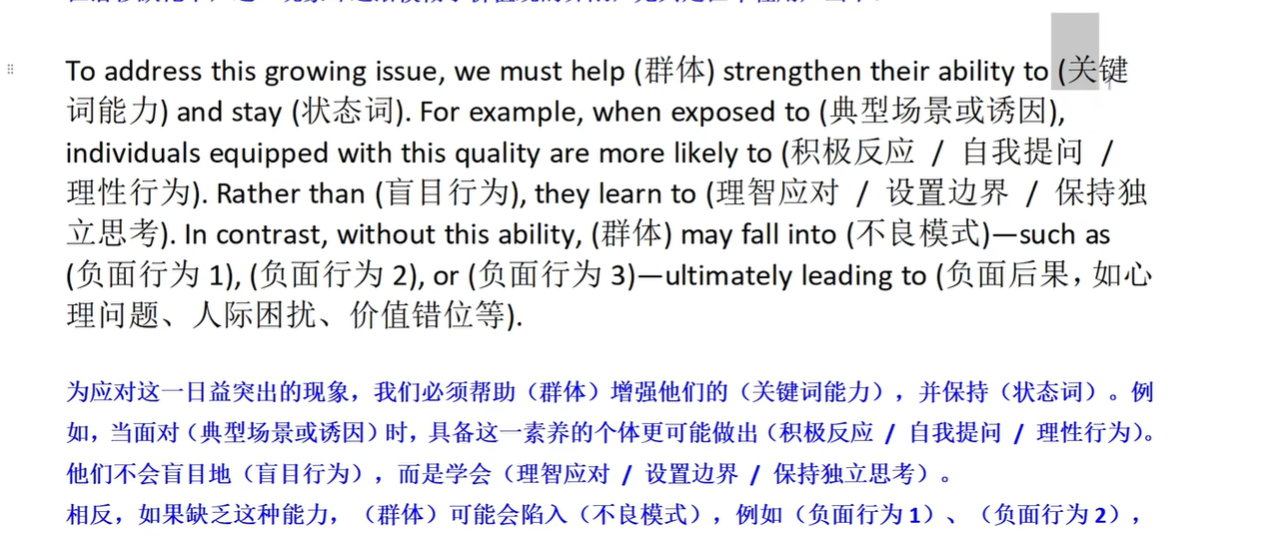 To address this growing issue, we must help (群体) strengthen their ability to (关键
词能力) and stay (状态词). For example, when exposed to (典型场景或诱因),
individuals equipped with this quality are more likely to (积极反应 / 自我提问 /
理性行为). Rather than (盲目行为), they learn to (理智应对 / 设置边界 / 保持独
立思考). In contrast, without this ability, (群体) may fall into (不良模式)—such as
(负面行为 1), (负面行为 2), or (负面行为 3)—ultimately leading to (负面后果，如心
理问题、人际困扰、价值错位等).
为应对这一日益突出的现象，我们必须帮助（群体）增强他们的（关键词能力），并保持（状态词）。例
如，当面对（典型场景或诱因）时，具备这一素养的个体更可能做出（积极反应 / 自我提问 / 理性行为）。
他们不会盲目地（盲目行为），而是学会（理智应对 / 设置边界 / 保持独立思考）。
相反，如果缺乏这种能力，（群体）可能会陷入（不良模式），例如（负面行为 1）、（负面行为 2），